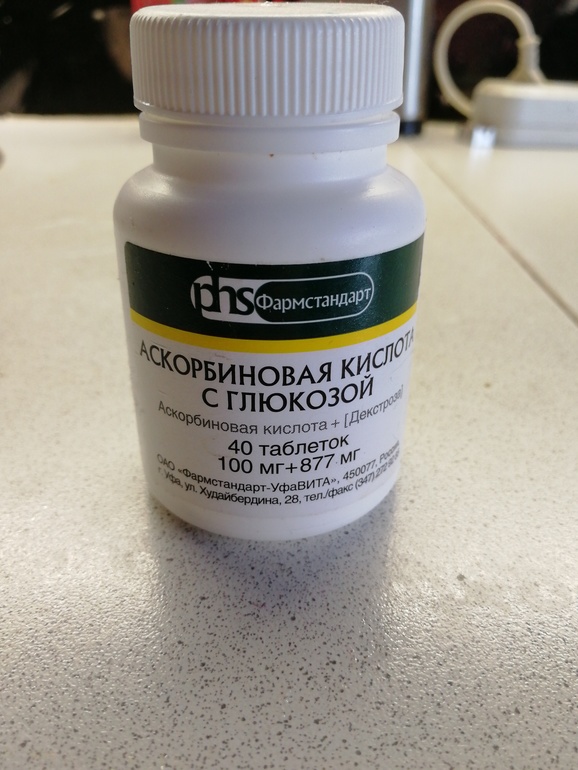 phs Фармстандарт
АСКОРБИНОВАЯ КИСЛОТА
С ГЛЮКОЗОЙ
Аскорбиновая кислота + [Декстроза]
40 таблеток
100 мг+877 мг
ОАО «Фармстандарт-УфаВИТА», 450077, Россия,
г. Уфа, ул. Худайбердина, 28, тел./факс (347)